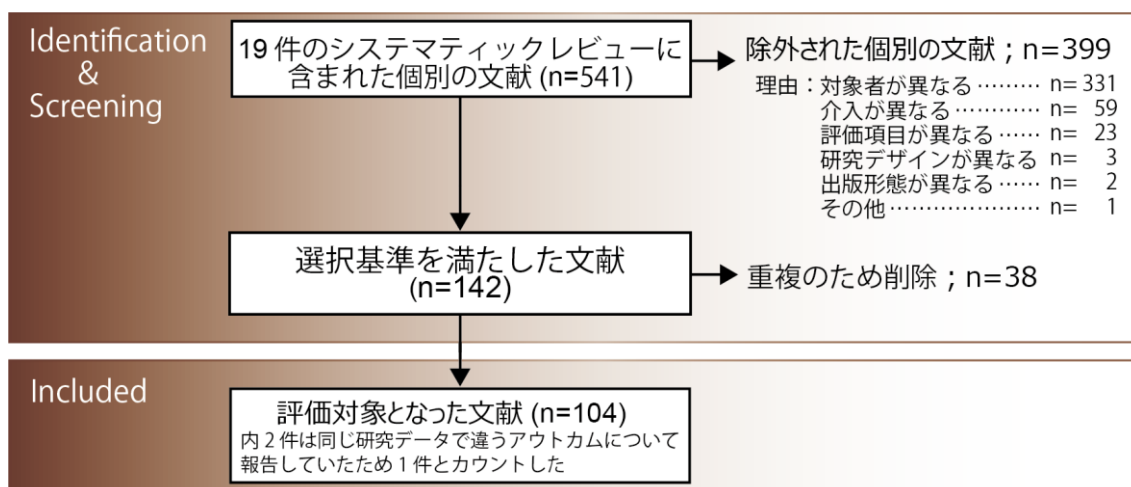 Identification
&
Screening
19 件のシステマティックレビューに
含まれた個別の文献 (n=541)
除外された個別の文献 ; n=399
理由：対象者が異なる ……… n= 331
介入が異なる ………… n= 59
評価項目が異なる …… n= 23
研究デザインが異なる n= 3
出版形態が異なる …… n= 2
その他 ………………… n= 1
選択基準を満たした文献
(n=142)
重複のため削除 ; n=38
Included
評価対象となった文献 (n=104)
内 2 件は同じ研究データで違うアウトカムについて
報告していたため 1 件とカウントした